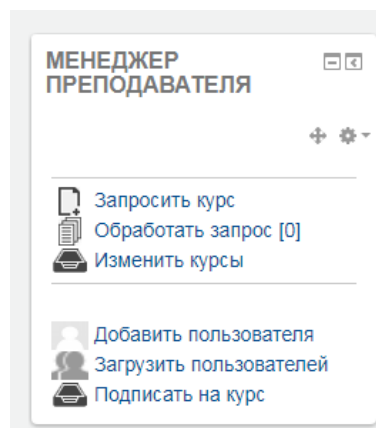 МЕНЕДЖЕР
ПРЕПОДАВАТЕЛЯ
Запросить курс
Обработать запрос [0]
Изменить курсы
Добавить пользователя
Загрузить пользователей
Подписать на курс